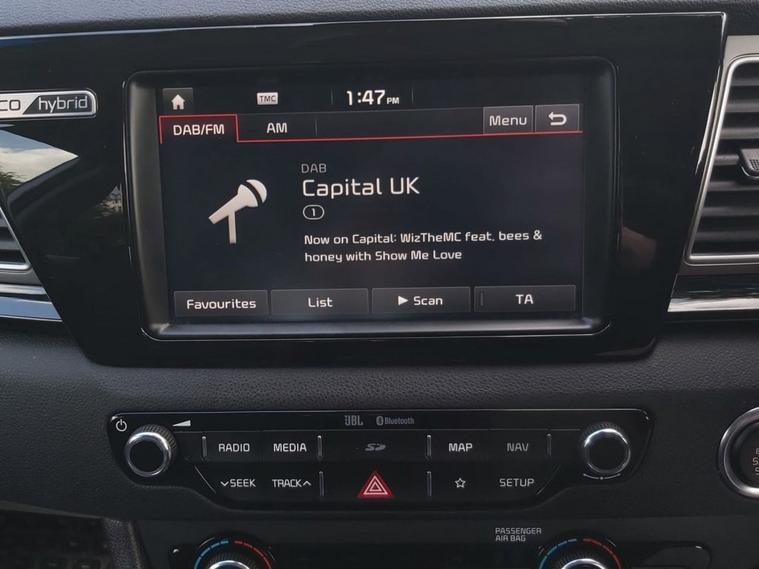 co hybrid
TMC
1:47 PM
DAB/FM
AM
Menu
DAB
Capital UK
1
Now on Capital: WizTheMC feat. bees &
honey with Show Me Love
Favourites
List
Scan
TA
JBL
Bluetooth
RADIO
MEDIA
SD
MAP
NAV
SEEK
TRACK
SETUP
PASSENGER
AIR BAG